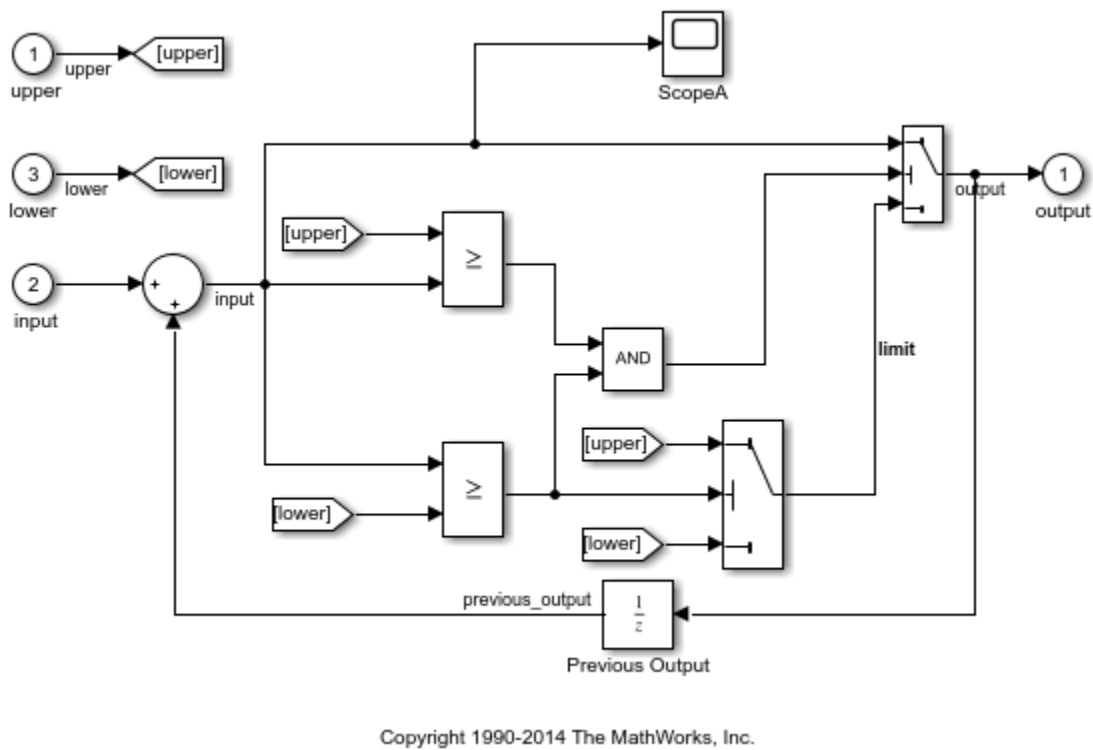 1
upper
upper
[upper]
ScopeA
3
lower
lower
[lower]
output
1
output
[upper]
≥
2
input
+
+
input
AND
limit
[upper]
≥
[lower]
[lower]
previous_output
1
z
Previous Output
Copyright 1990-2014 The MathWorks, Inc.